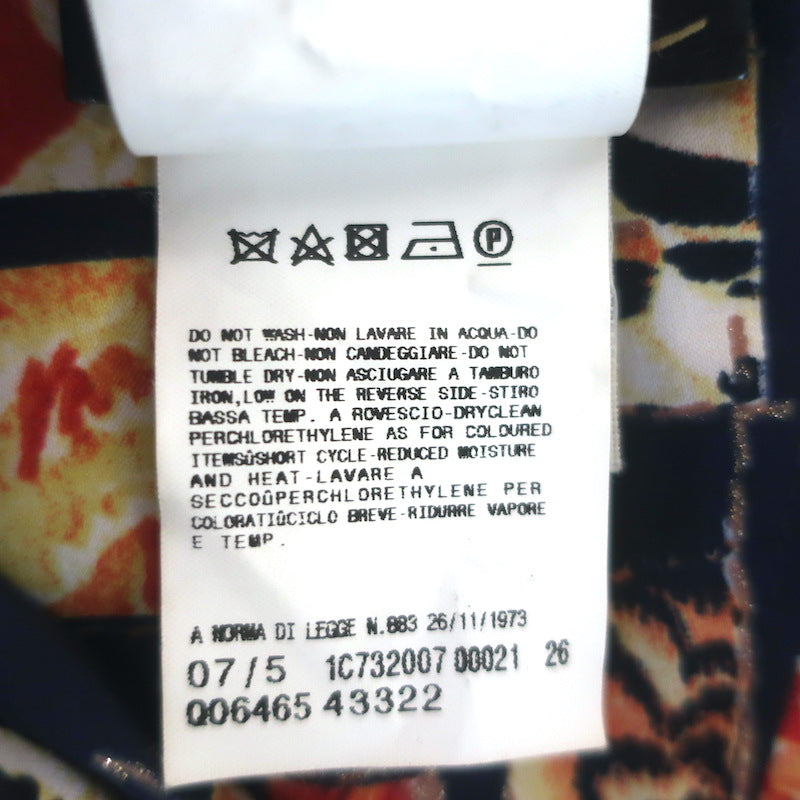 P
DO NOT WASH-NON LAVARE IN ACQUA-DO
NOT BLEACH-NON CANDEGGIARE-DO NOT
TUMBLE DRY-NON ASCIUGARE A TAMBURO
IRON,LOW ON THE REVERSE SIDE-STIRO
BASSA TEMP. A ROVESCIO-DRYCLEAN
PERCHLORETHYLENE AS FOR COLOURED
ITEMSûSHORT CYCLE-REDUCED MOISTURE
AND HEAT-LAVARE A
SECCOûPERCHLORETHYLENE PER
COLORATIûCICLO BREVE-RIDURRE VAPORE
E TEMP.
A NORMA DI LEGGE N.883 26/11/1973
07/5 1C732007 00021 26
Q06465 43322